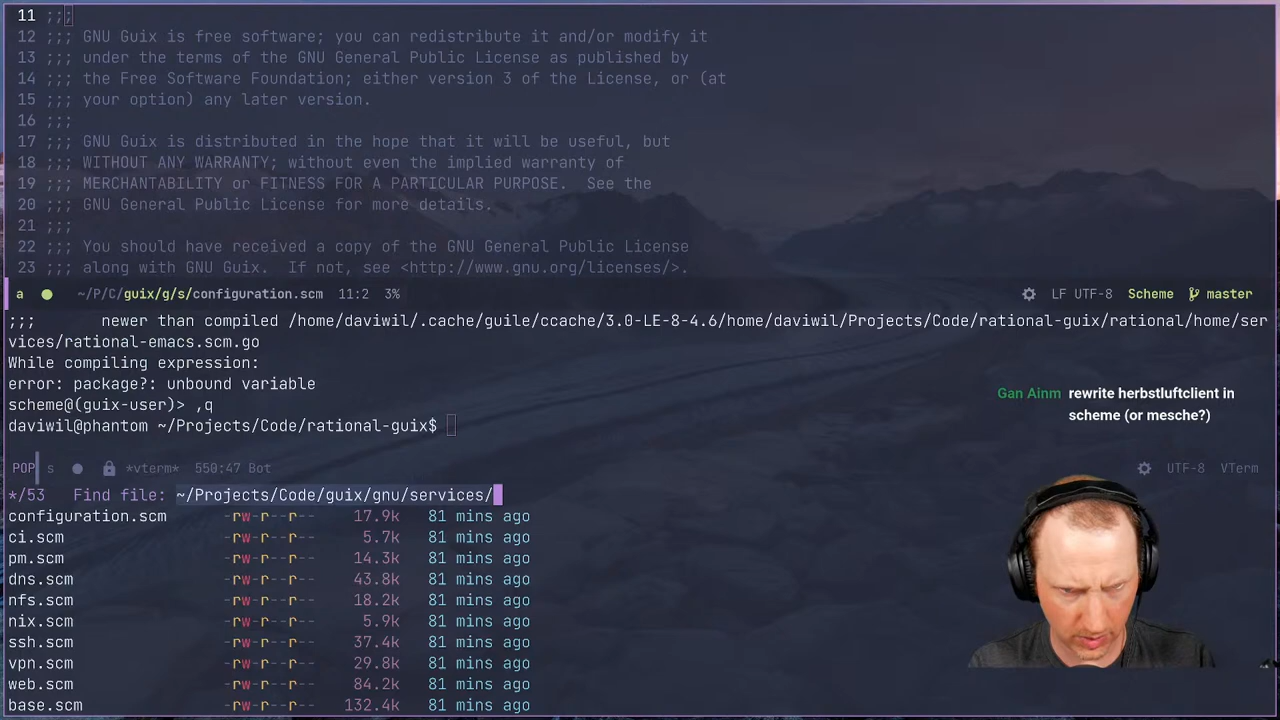 11 ;;;
12 ;;; GNU Guix is free software; you can redistribute it and/or modify it
13 ;;; under the terms of the GNU General Public License as published by
14 ;;; the Free Software Foundation; either version 3 of the License, or (at
15 ;;; your option) any later version.
16 ;;;
17 ;;; GNU Guix is distributed in the hope that it will be useful, but
18 ;;; WITHOUT ANY WARRANTY; without even the implied warranty of
19 ;;; MERCHANTABILITY or FITNESS FOR A PARTICULAR PURPOSE.  See the
20 ;;; GNU General Public License for more details.
21 ;;;
22 ;;; You should have received a copy of the GNU General Public License
23 ;;; along with GNU Guix.  If not, see <http://www.gnu.org/licenses/>.
a ● ~/P/C/guix/g/s/configuration.scm 11:2 3% LF UTF-8 Scheme master
;;;       newer than compiled /home/daviwil/.cache/guile/ccache/3.0-LE-8-4.6/home/daviwil/Projects/Code/rational-guix/rational/home/ser
vices/rational-emacs.scm.go
While compiling expression:
error: package?: unbound variable
scheme@(guix-user)> ,q
daviwil@phantom ~/Projects/Code/rational-guix$
Gan Ainm rewrite herbstluftclient in
scheme (or mesche?)
POP s ● *vterm* 550:47 Bot UTF-8 VTerm
*/53 Find file: ~/Projects/Code/guix/gnu/services/
configuration.scm -rw-r--r-- 17.9k 81 mins ago
ci.scm -rw-r--r-- 5.7k 81 mins ago
pm.scm -rw-r--r-- 14.3k 81 mins ago
dns.scm -rw-r--r-- 43.8k 81 mins ago
nfs.scm -rw-r--r-- 18.2k 81 mins ago
nix.scm -rw-r--r-- 5.9k 81 mins ago
ssh.scm -rw-r--r-- 37.4k 81 mins ago
vpn.scm -rw-r--r-- 29.8k 81 mins ago
web.scm -rw-r--r-- 84.2k 81 mins ago
base.scm -rw-r--r-- 132.4k 81 mins ago